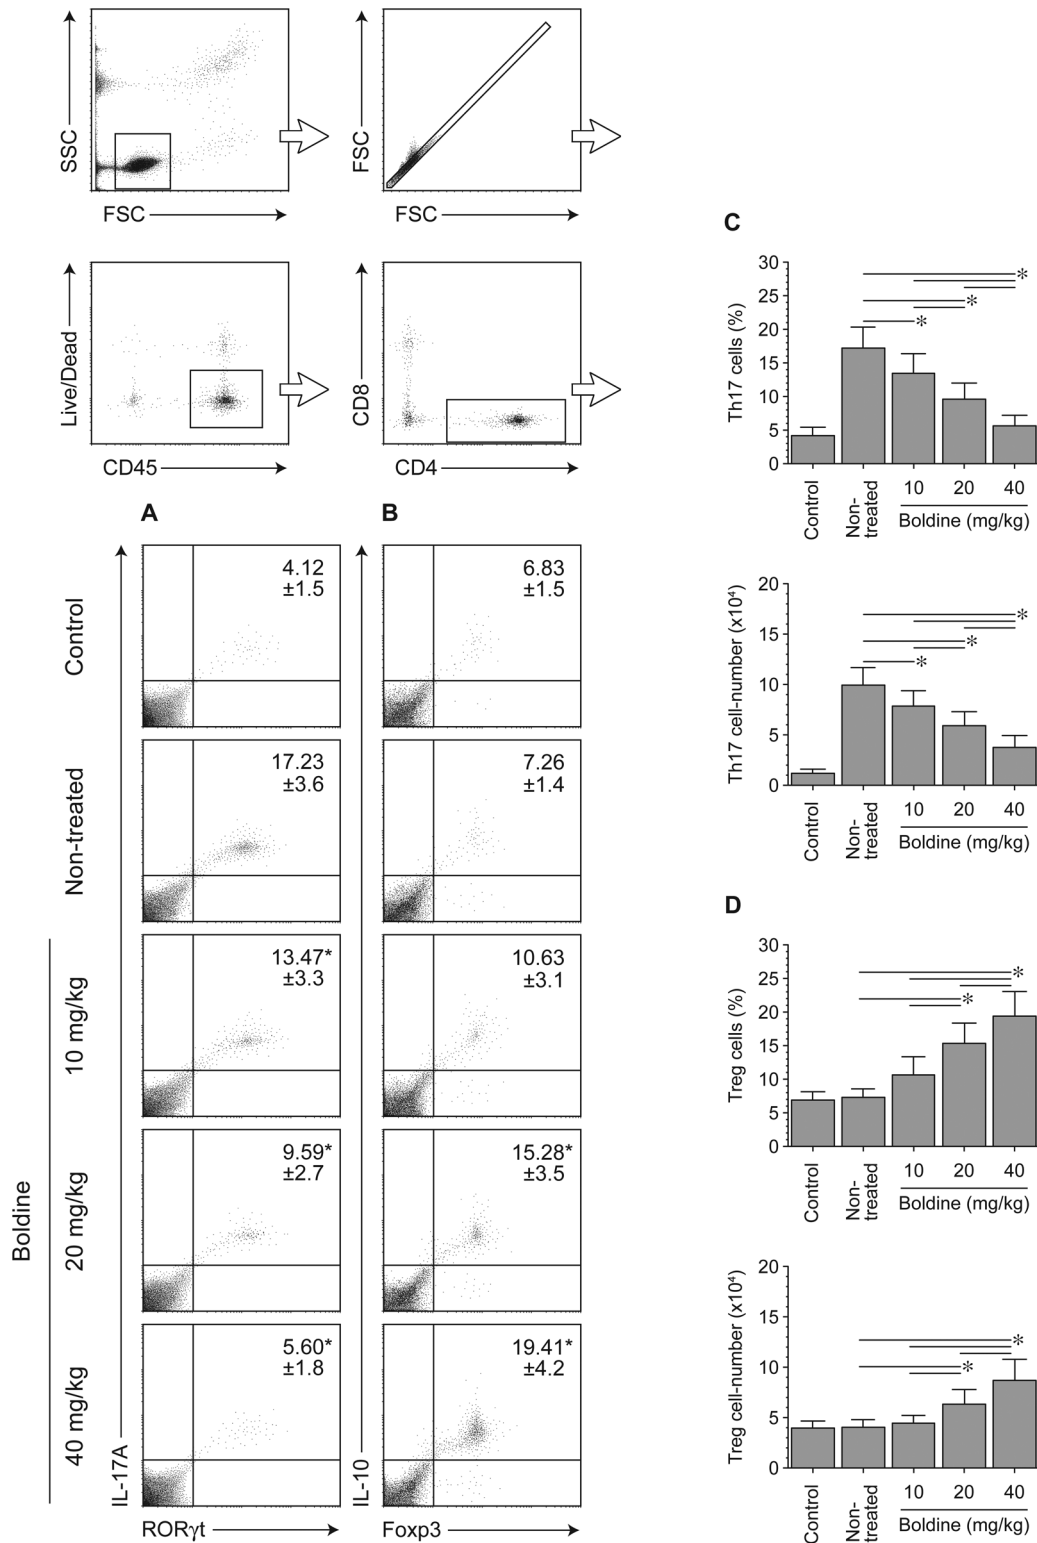 SSC
FSC
FSC
FSC
Live/Dead
CD45
CD8
CD4
A
B
Control
4.12
±1.5
6.83
±1.5
Non-treated
17.23
±3.6
7.26
±1.4
Boldine
10 mg/kg
13.47*
±3.3
10.63
±3.1
20 mg/kg
9.59*
±2.7
15.28*
±3.5
40 mg/kg
5.60*
±1.8
19.41*
±4.2
IL-17A
RORγt
IL-10
Foxp3
C
Th17 cells (%)
30
25
20
15
10
5
0
*
*
*
Control
Non-
treated
10 20 40
Boldine (mg/kg)
Th17 cell-number (x10⁴)
20
15
10
5
0
*
*
*
Control
Non-
treated
10 20 40
Boldine (mg/kg)
D
Treg cells (%)
30
25
20
15
10
5
0
*
*
Control
Non-
treated
10 20 40
Boldine (mg/kg)
Treg cell-number (x10⁴)
20
15
10
5
0
*
*
Control
Non-
treated
10 20 40
Boldine (mg/kg)